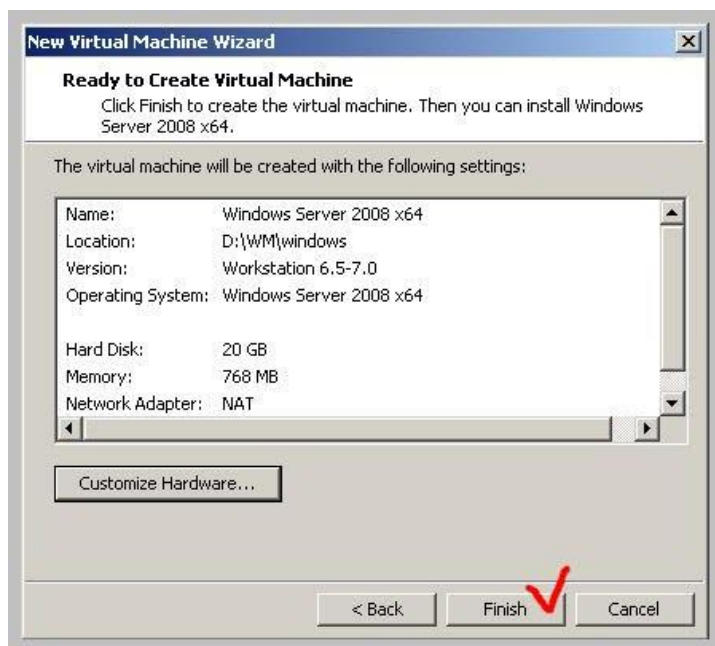 New Virtual Machine Wizard
Ready to Create Virtual Machine
Click Finish to create the virtual machine. Then you can install Windows
Server 2008 x64.
The virtual machine will be created with the following settings:
Name: Windows Server 2008 x64
Location: D:\WM\windows
Version: Workstation 6.5-7.0
Operating System: Windows Server 2008 x64
Hard Disk: 20 GB
Memory: 768 MB
Network Adapter: NAT
Customize Hardware...
< Back Finish Cancel